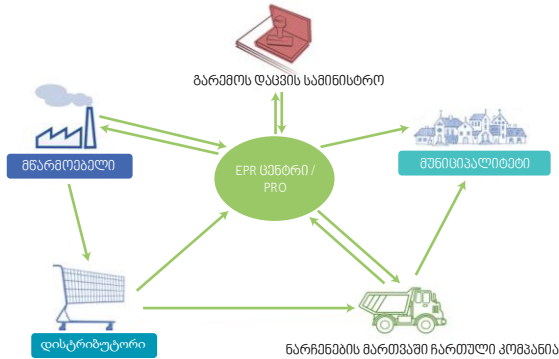 გარემოს დაცვის სამინისტრო
მწარმოებელი
EPR ცენტრი /
PRO
მუნიციპალიტეტი
დისტრიბუტორი
ნარჩენების მართვაში ჩართული კომპანია